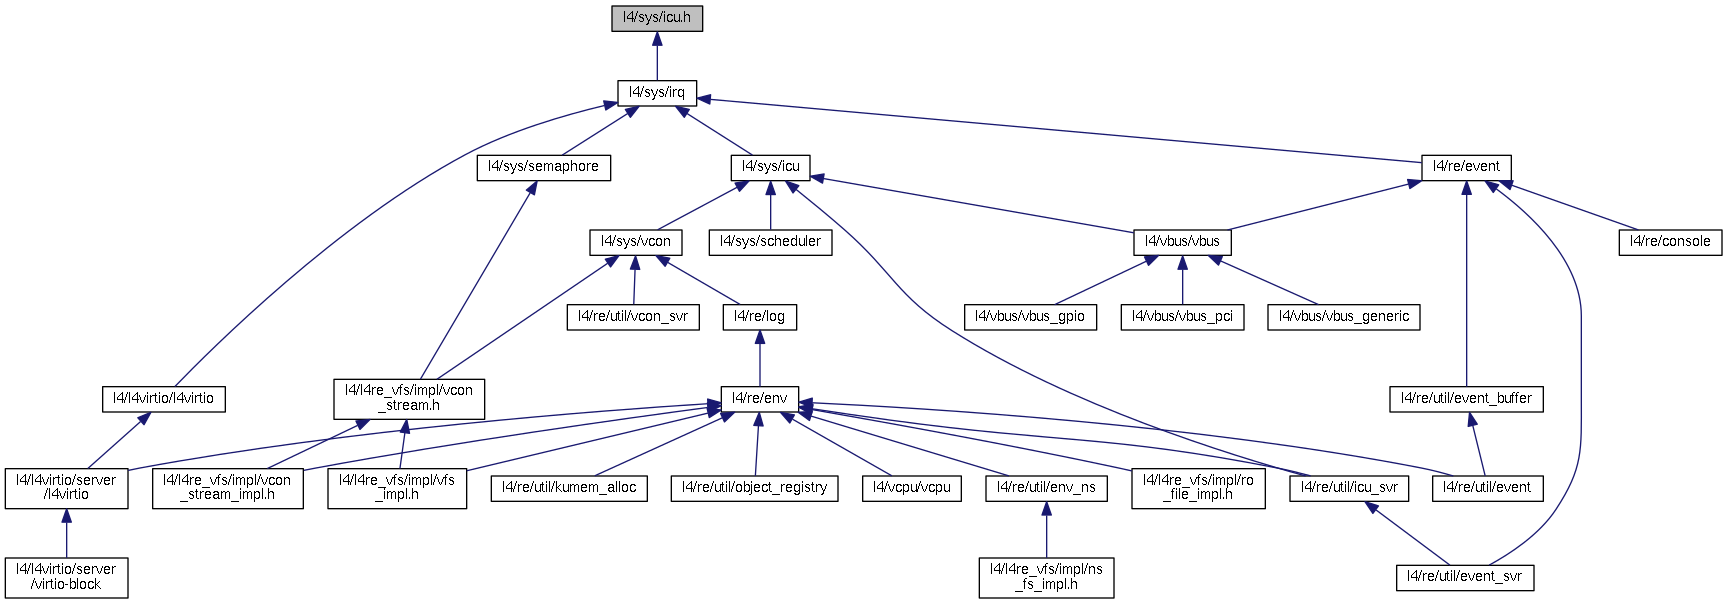 l4/sys/icu.h
l4/sys/irq
l4/sys/semaphore
l4/sys/icu
l4/re/event
l4/sys/vcon
l4/sys/scheduler
l4/vbus/vbus
l4/re/console
l4/re/util/vcon_svr
l4/re/log
l4/vbus/vbus_gpio
l4/vbus/vbus_pci
l4/vbus/vbus_generic
l4/l4virtio/l4virtio
l4/l4re_vfs/impl/vcon
_stream.h
l4/re/env
l4/re/util/event_buffer
l4/l4virtio/server
/l4virtio
l4/l4re_vfs/impl/vcon
_stream_impl.h
l4/l4re_vfs/impl/vfs
_impl.h
l4/re/util/kumem_alloc
l4/re/util/object_registry
l4/vcpu/vcpu
l4/re/util/env_ns
l4/l4re_vfs/impl/ro
_file_impl.h
l4/re/util/icu_svr
l4/re/util/event
l4/l4virtio/server
/virtio-block
l4/l4re_vfs/impl/ns
_fs_impl.h
l4/re/util/event_svr